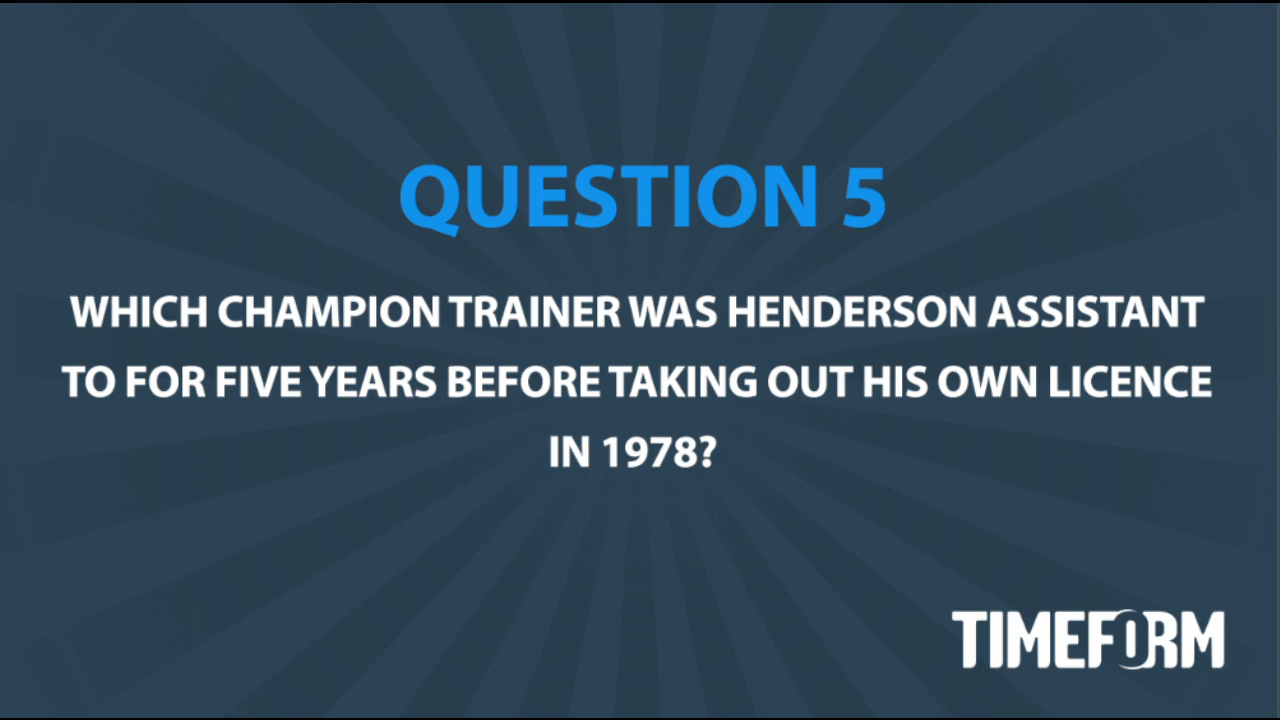 QUESTION 5
WHICH CHAMPION TRAINER WAS HENDERSON ASSISTANT
TO FOR FIVE YEARS BEFORE TAKING OUT HIS OWN LICENCE
IN 1978?
TIMEFORM